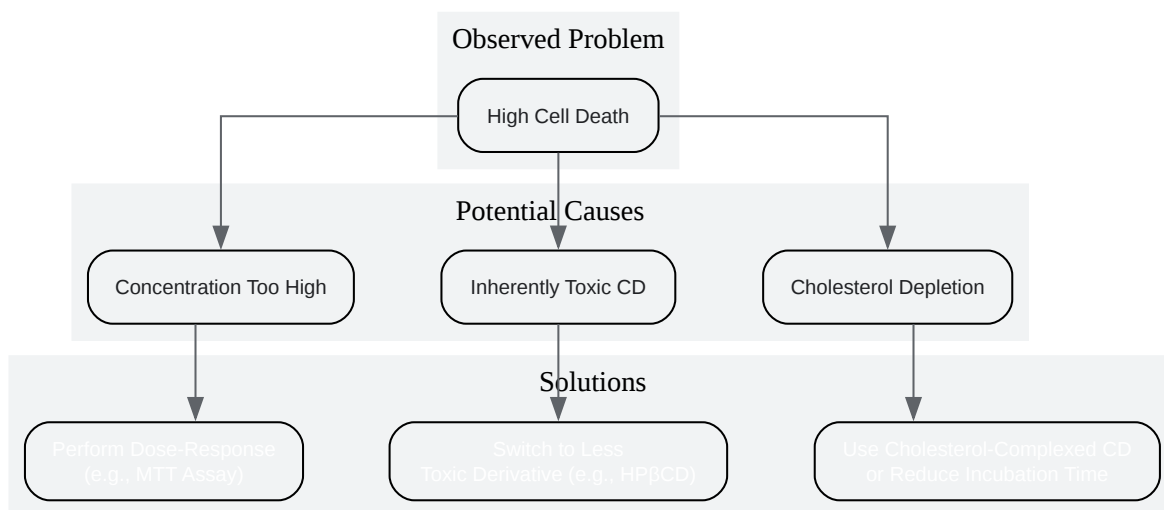 Observed Problem
High Cell Death
Potential Causes
Concentration Too High
Inherently Toxic CD
Cholesterol Depletion
Solutions
Perform Dose-Response
(e.g., MTT Assay)
Switch to Less
Toxic Derivative (e.g., HPβCD)
Use Cholesterol-Complexed CD
or Reduce Incubation Time